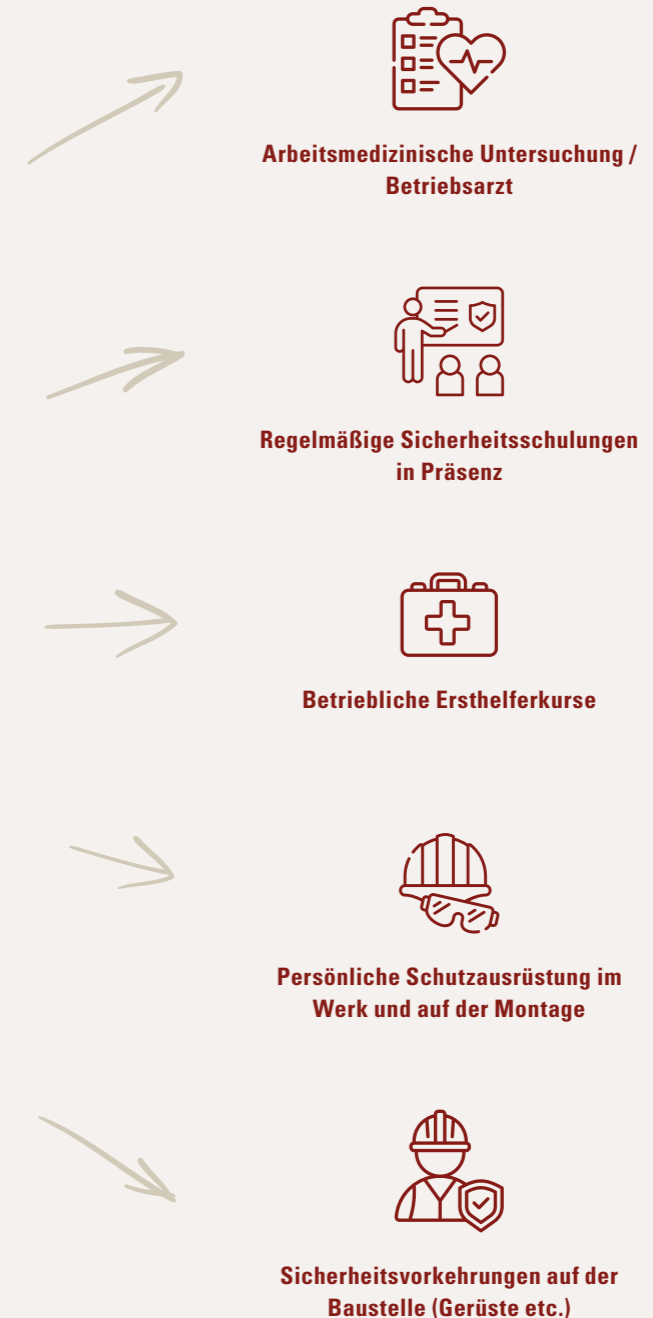 Arbeitsmedizinische Untersuchung /
Betriebsarzt
Regelmäßige Sicherheitsschulungen
in Präsenz
Betriebliche Ersthelferkurse
Persönliche Schutzausrüstung im
Werk und auf der Montage
Sicherheitsvorkehrungen auf der
Baustelle (Gerüste etc.)